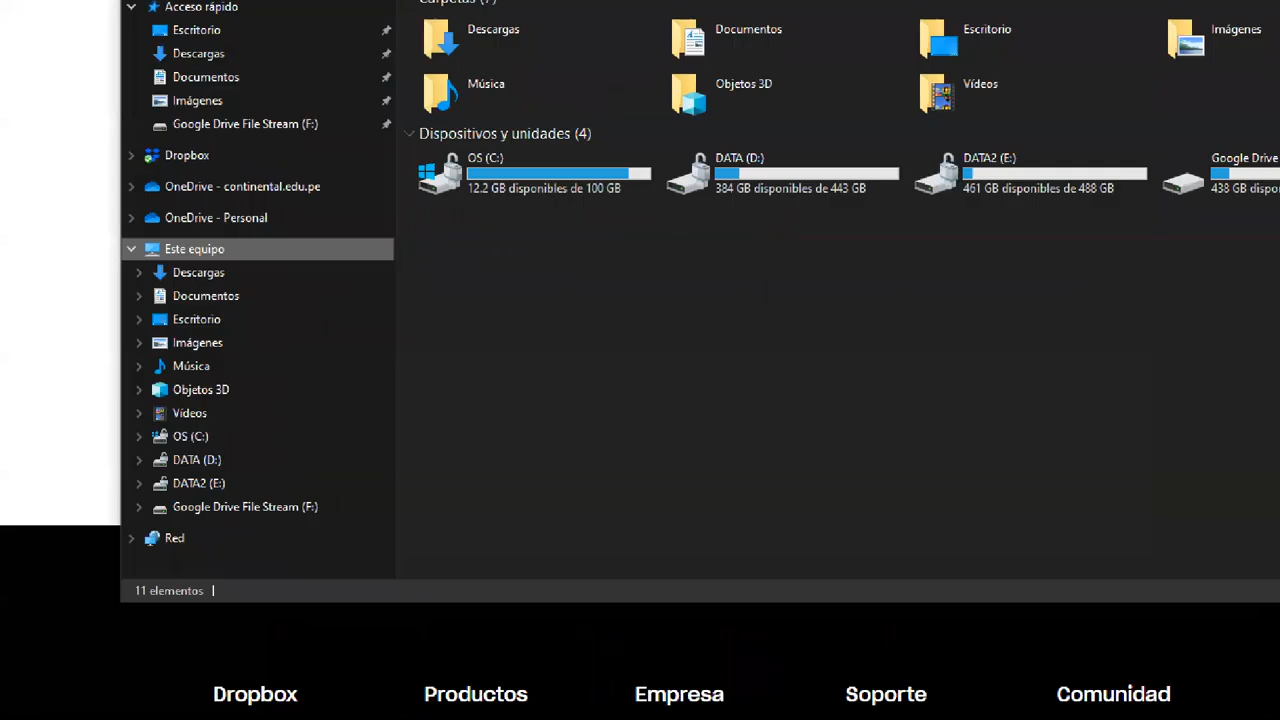 Acceso rápido
Escritorio
Descargas
Documentos
Imágenes
Google Drive File Stream (F:)
Dropbox
OneDrive - continental.edu.pe
OneDrive - Personal
Este equipo
Descargas
Documentos
Escritorio
Imágenes
Música
Objetos 3D
Vídeos
OS (C:)
DATA (D:)
DATA2 (E:)
Google Drive File Stream (F:)
Red
11 elementos
Carpetas (7)
Descargas
Documentos
Escritorio
Imágenes
Música
Objetos 3D
Vídeos
Dispositivos y unidades (4)
OS (C:)
12.2 GB disponibles de 100 GB
DATA (D:)
384 GB disponibles de 443 GB
DATA2 (E:)
461 GB disponibles de 488 GB
Google Drive
438 GB dispo
Dropbox Productos Empresa Soporte Comunidad